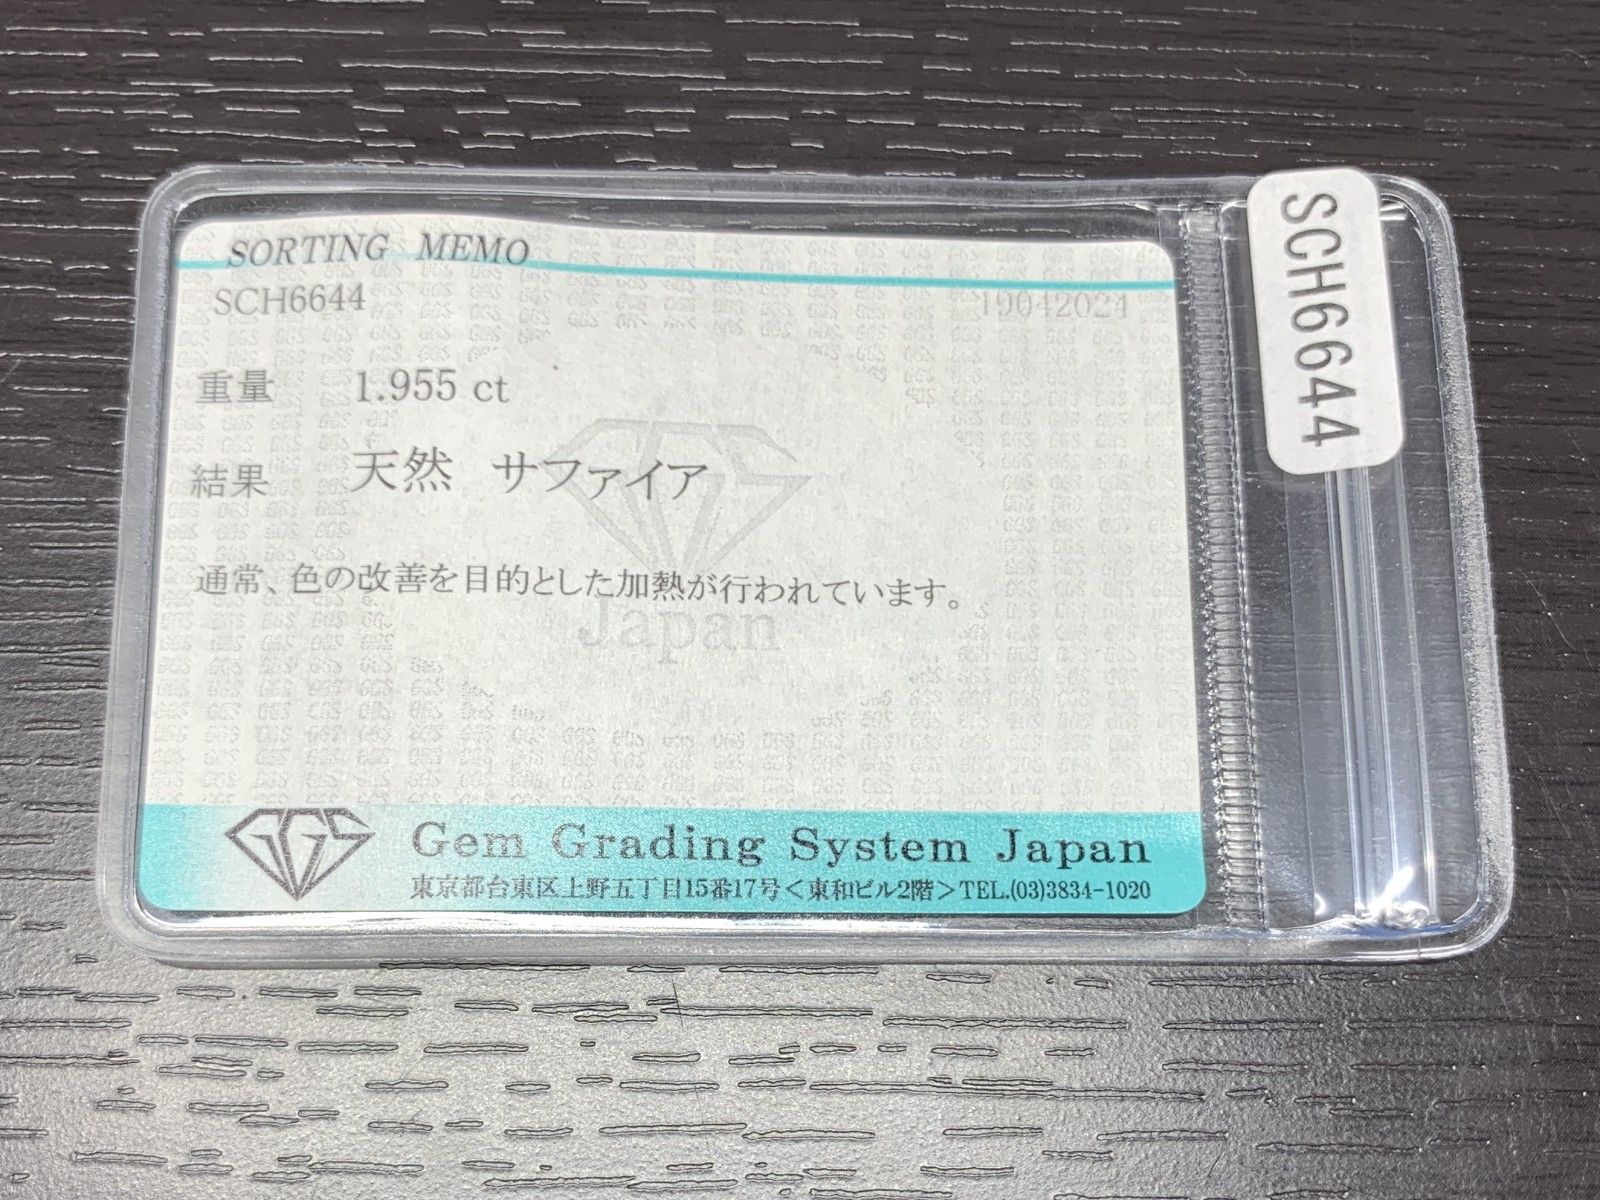 SORTING MEMO
SCH6644 19042024
重量 1.955 ct
結果 天然 サファイア
通常、色の改善を目的とした加熱が行われています。
GGS
Japan
GGS
Gem Grading System Japan
東京都台東区上野五丁目15番17号<東和ビル2階>TEL.(03)3834-1020
SCH6644